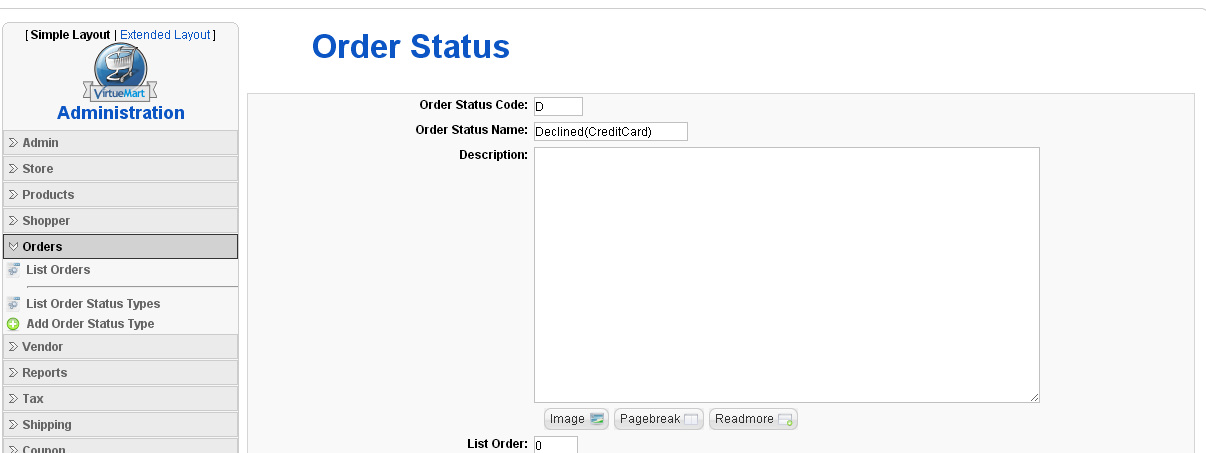 [ Simple Layout | Extended Layout ]
VirtueMart
Administration
Admin
Store
Products
Shopper
Orders
List Orders
List Order Status Types
Add Order Status Type
Vendor
Reports
Tax
Shipping
Coupon
Order Status
Order Status Code: D
Order Status Name: Declined(CreditCard)
Description:
Image Pagebreak Readmore
List Order: 0